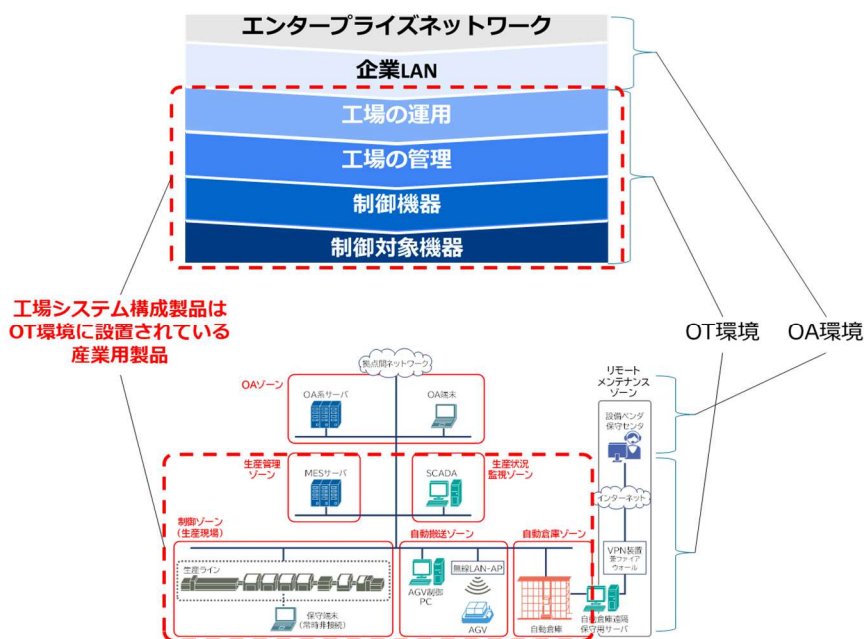 エンタープライズネットワーク
企業LAN
工場の運用
工場の管理
制御機器
制御対象機器
工場システム構成製品は
OT環境に設置されている
産業用製品
OT環境
OA環境
拠点間ネットワーク
OAゾーン
OA系サーバ
OA端末
リモート
メンテナンス
ゾーン
設備ベンダ
保守センタ
生産管理
ゾーン
MESサーバ
SCADA
生産状況
監視ゾーン
インターネット
制御ゾーン
(生産現場)
自動搬送ゾーン
自動倉庫ゾーン
生産ライン
保守端末
(常時非接続)
AGV制御
PC
無線LAN-AP
AGV
自動倉庫
VPN装置
兼ファイア
ウォール
自動倉庫遠隔
保守用サーバ